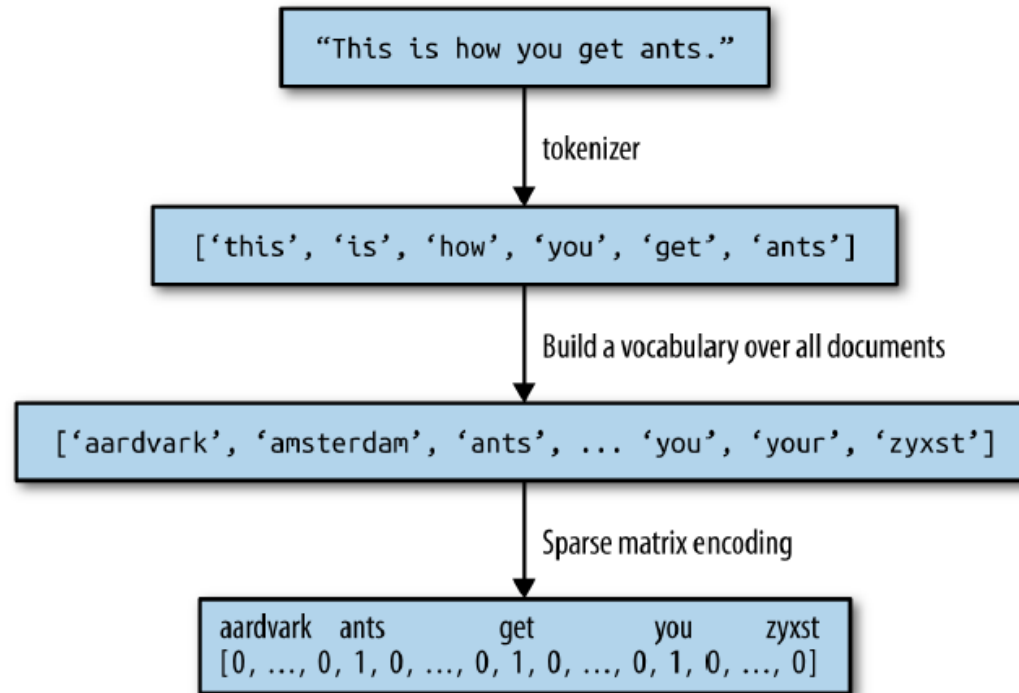 “This is how you get ants.”
tokenizer
[‘this’, ‘is’, ‘how’, ‘you’, ‘get’, ‘ants’]
Build a vocabulary over all documents
[‘aardvark’, ‘amsterdam’, ‘ants’, ... ‘you’, ‘your’, ‘zyxst’]
Sparse matrix encoding
aardvark ants get you zyxst
[0, ..., 0, 1, 0, ..., 0, 1, 0, ..., 0, 1, 0, ..., 0]